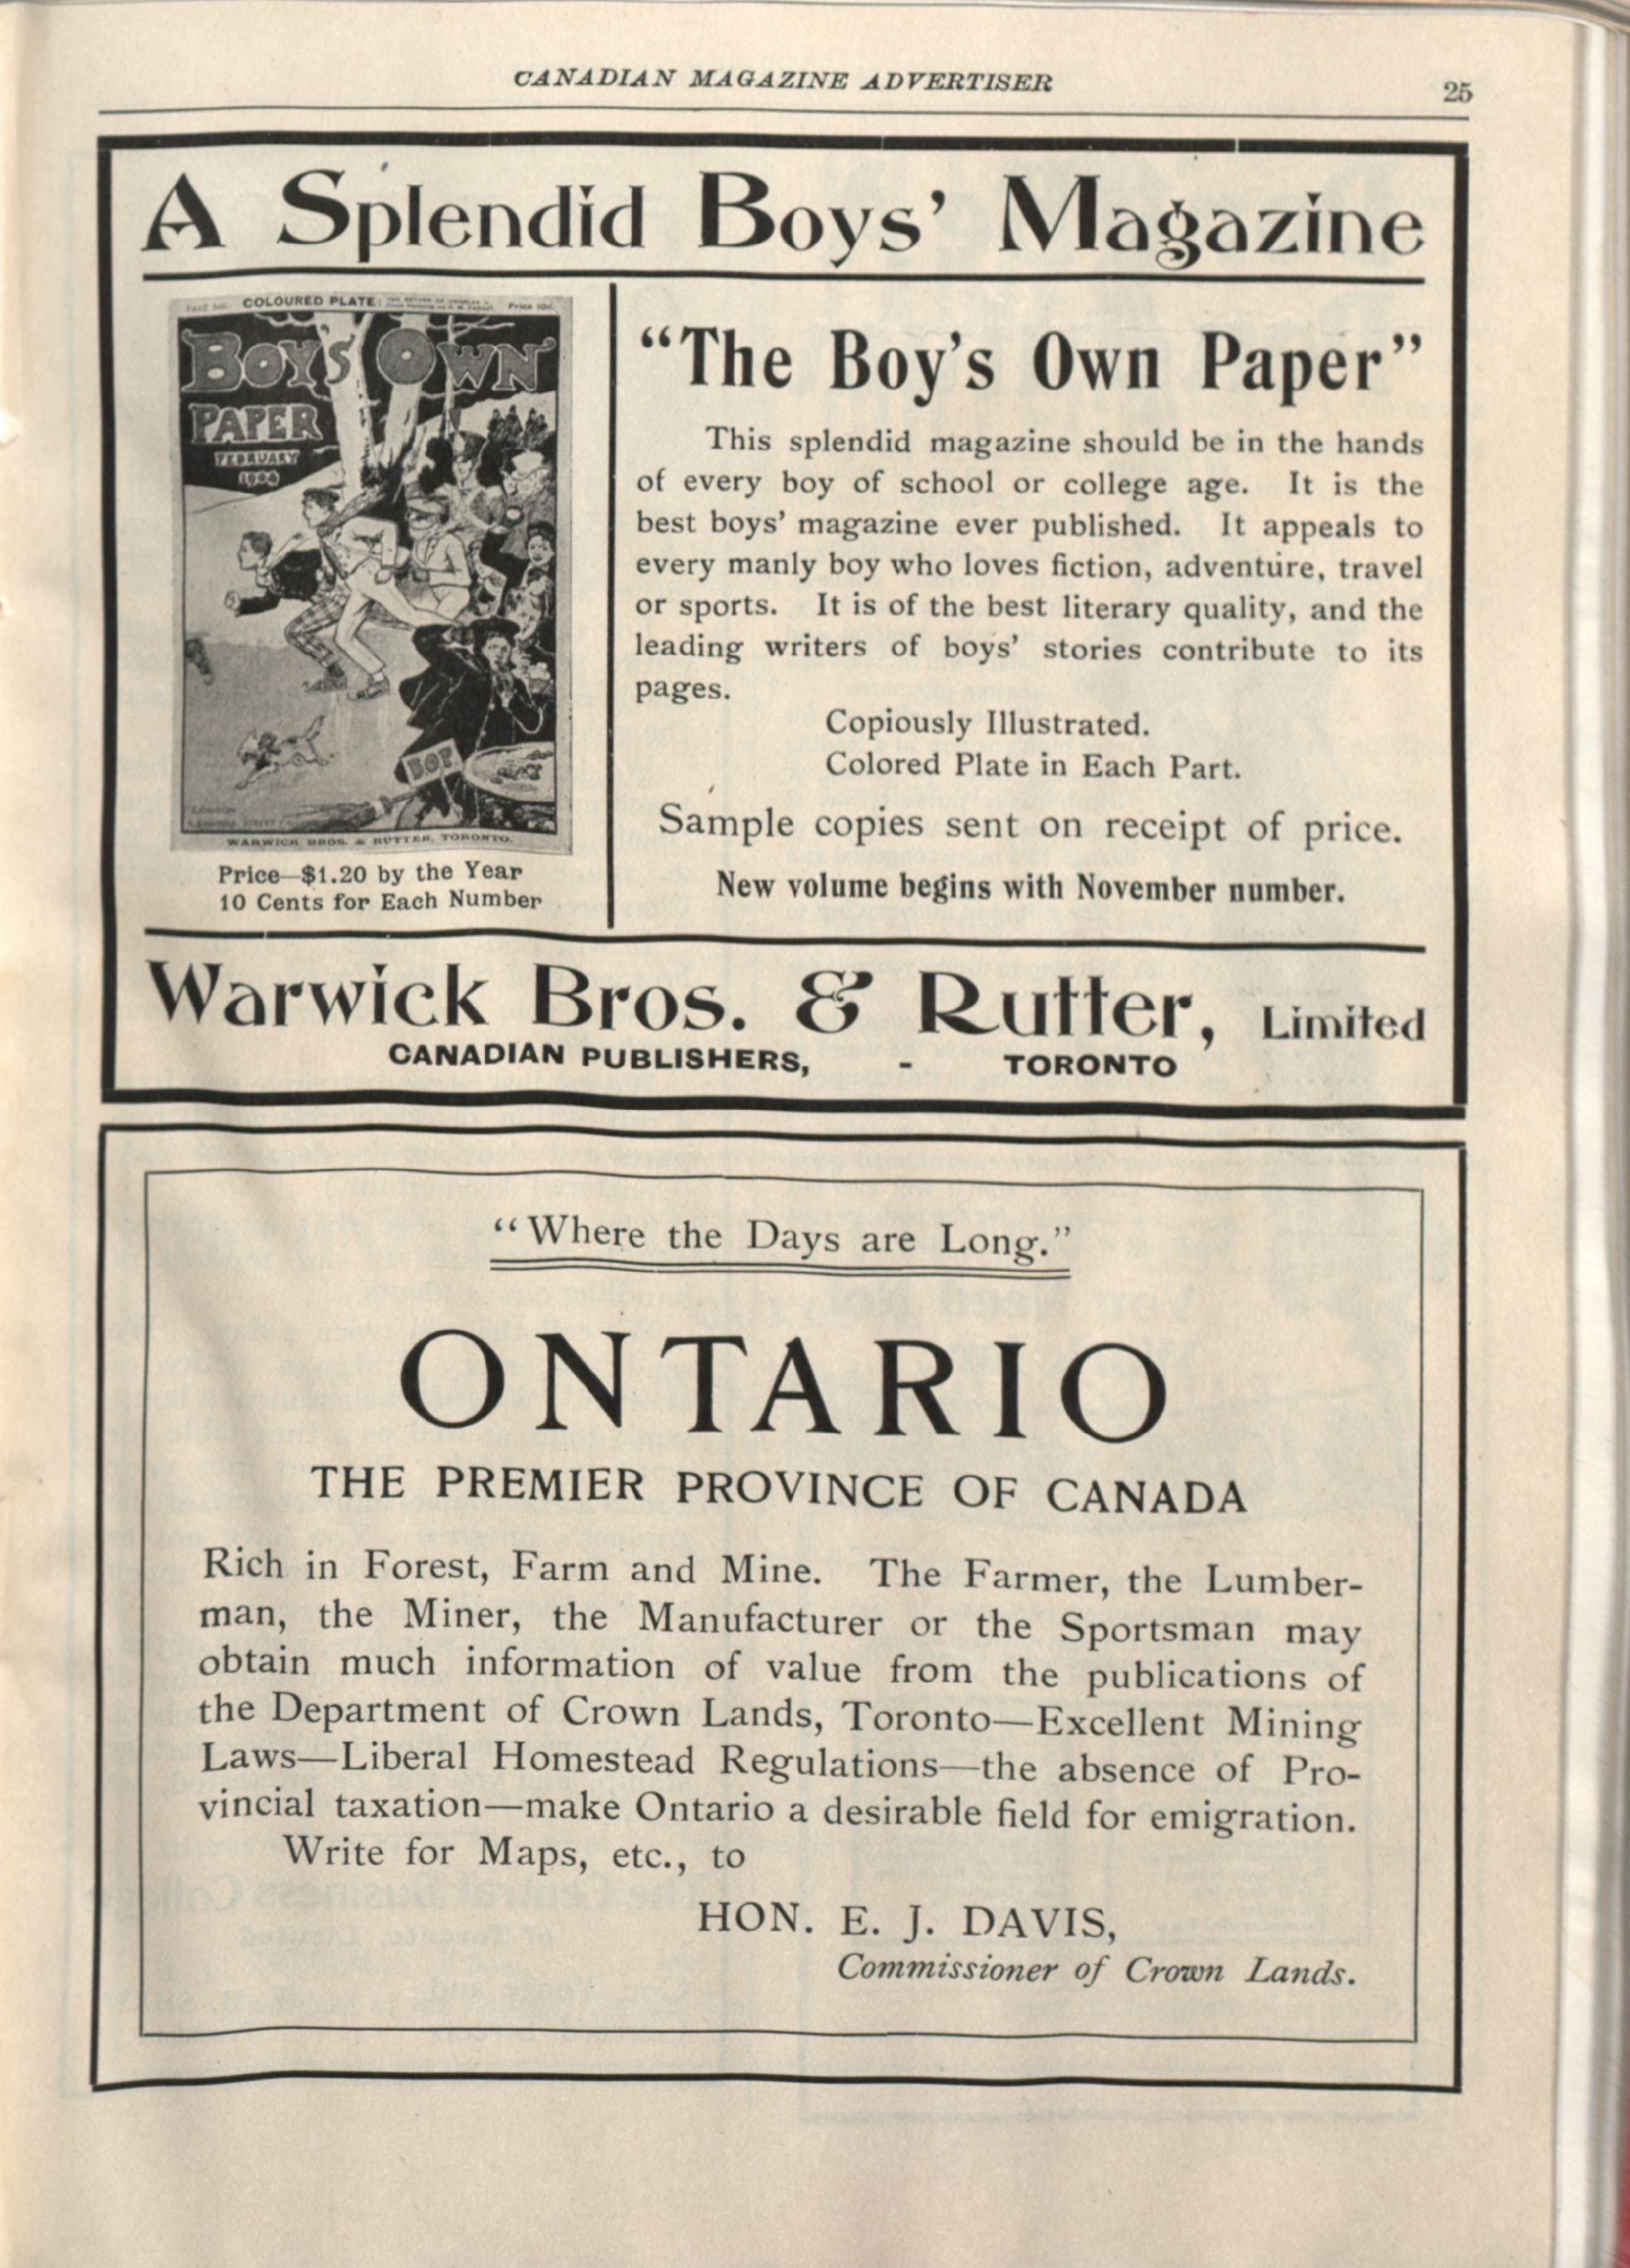 CANADIAN MAGAZINE ADVERTISER
25
A Splendid Boys' Magazine
COLOURED PLATE:
Price 10c.
BOY'S OWN
PAPER
FEBRUARY
1904
BOP
WARWICK BROS. & RUTTER, TORONTO.
Price—$1.20 by the Year
10 Cents for Each Number
"The Boy's Own Paper"
This splendid magazine should be in the hands
of every boy of school or college age. It is the
best boys' magazine ever published. It appeals to
every manly boy who loves fiction, adventure, travel
or sports. It is of the best literary quality, and the
leading writers of boys' stories contribute to its
pages.
Copiously Illustrated.
Colored Plate in Each Part.
Sample copies sent on receipt of price.
New volume begins with November number.
Warwick Bros. & Rutter, Limited
CANADIAN PUBLISHERS, - TORONTO
"Where the Days are Long."
ONTARIO
THE PREMIER PROVINCE OF CANADA
Rich in Forest, Farm and Mine. The Farmer, the Lumber-
man, the Miner, the Manufacturer or the Sportsman may
obtain much information of value from the publications of
the Department of Crown Lands, Toronto—Excellent Mining
Laws—Liberal Homestead Regulations—the absence of Pro-
vincial taxation—make Ontario a desirable field for emigration.
Write for Maps, etc., to
HON. E. J. DAVIS,
Commissioner of Crown Lands.